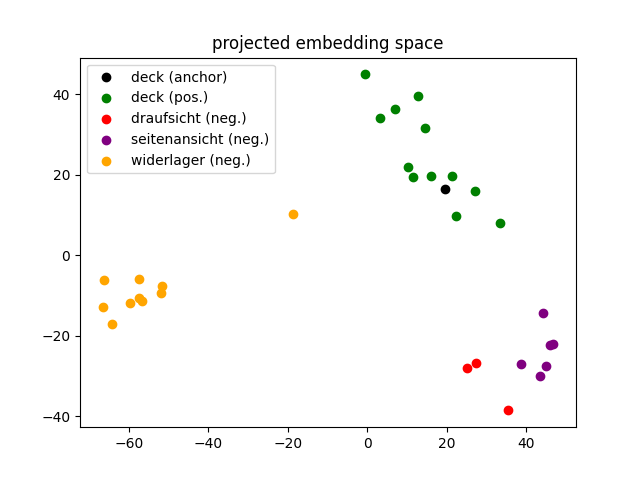 projected embedding space
deck (anchor)
deck (pos.)
draufsicht (neg.)
seitenansicht (neg.)
widerlager (neg.)
40
20
0
−20
−40
−60 −40 −20 0 20 40